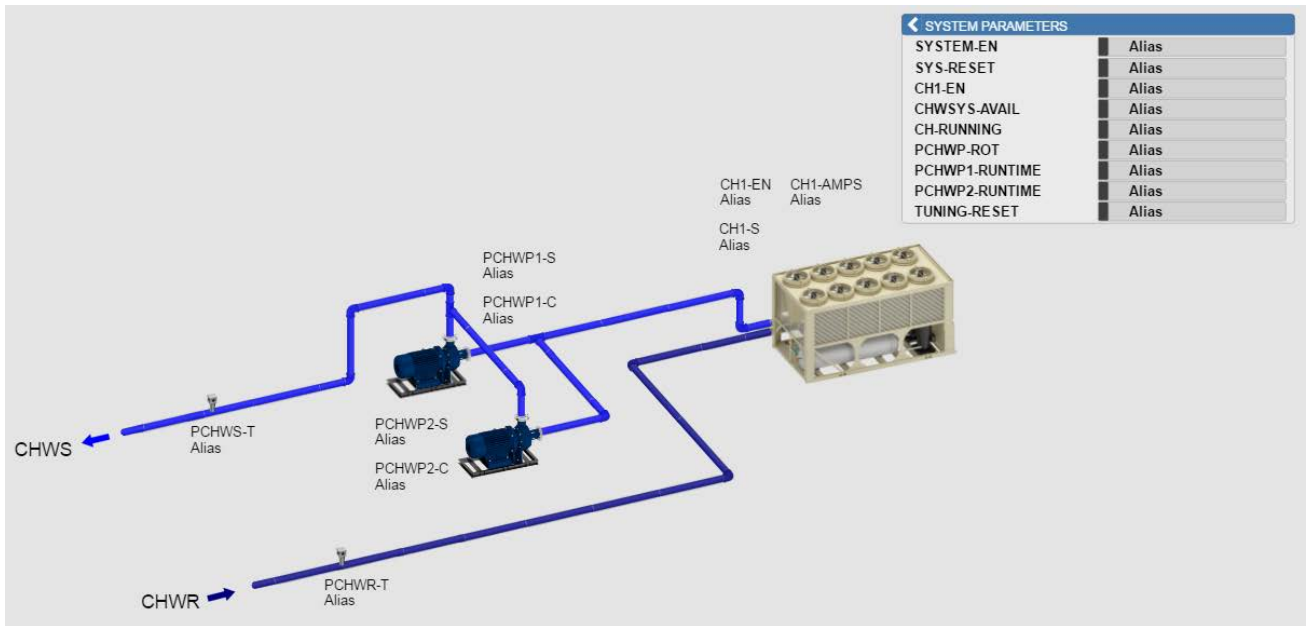 SYSTEM PARAMETERS
SYSTEM-EN Alias
SYS-RESET Alias
CH1-EN Alias
CHWSYS-AVAIL Alias
CH-RUNNING Alias
PCHWP-ROT Alias
PCHWP1-RUNTIME Alias
PCHWP2-RUNTIME Alias
TUNING-RESET Alias
CH1-EN CH1-AMPS
Alias Alias
CH1-S
Alias
PCHWP1-S
Alias
PCHWP1-C
Alias
PCHWP2-S
Alias
PCHWP2-C
Alias
PCHWS-T
Alias
CHWS
PCHWR-T
Alias
CHWR